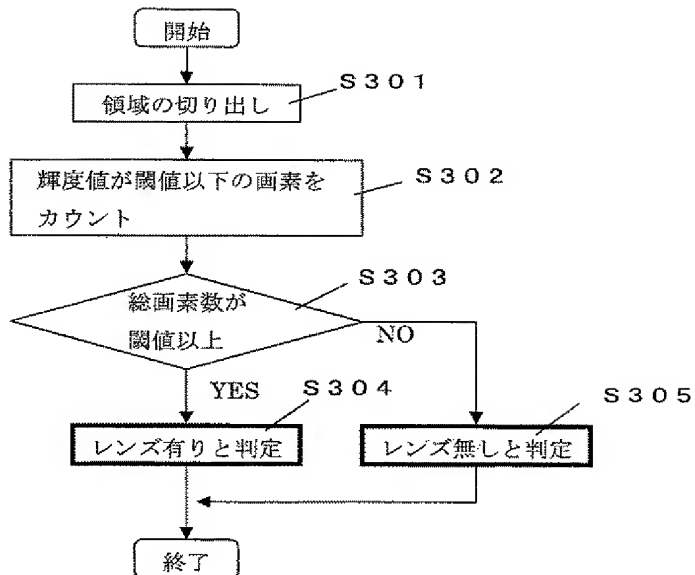 開始
S301
領域の切り出し
S302
輝度値が閾値以下の画素を
カウント
S303
総画素数が
閾値以上
NO
YES
S304
S305
レンズ有りと判定
レンズ無しと判定
終了